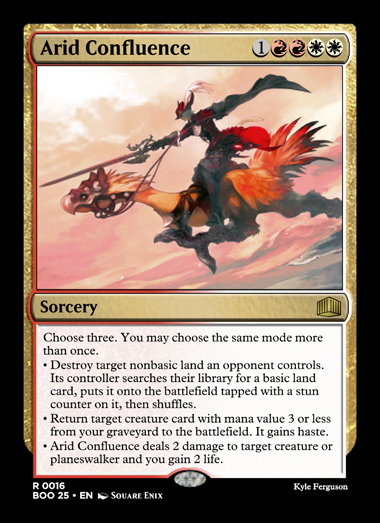 Arid Confluence 1
Sorcery
Choose three. You may choose the same mode more
than once.
• Destroy target nonbasic land an opponent controls.
Its controller searches their library for a basic land
card, puts it onto the battlefield tapped with a stun
counter on it, then shuffles.
• Return target creature card with mana value 3 or less
from your graveyard to the battlefield. It gains haste.
• Arid Confluence deals 2 damage to target creature or
planeswalker and you gain 2 life.
R 0016
BOO 25 • EN Square Enix
Kyle Ferguson